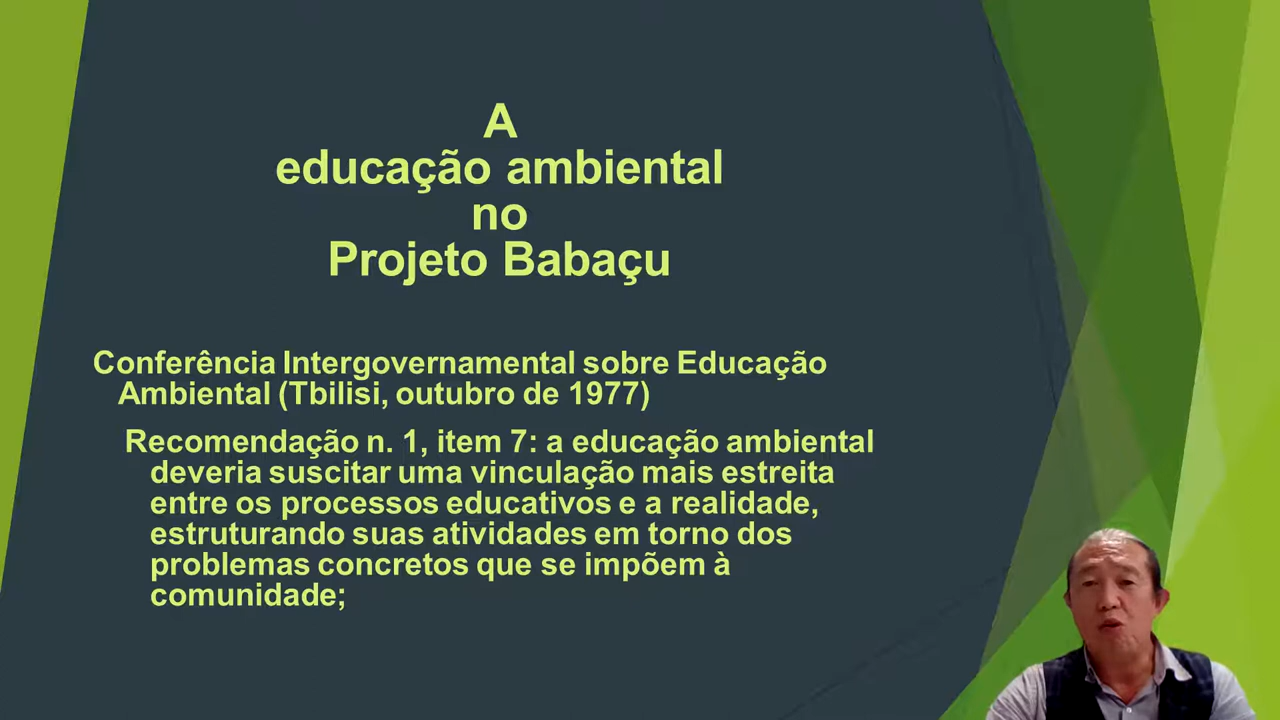 A
educação ambiental
no
Projeto Babaçu
Conferência Intergovernamental sobre Educação
Ambiental (Tbilisi, outubro de 1977)
Recomendação n. 1, item 7: a educação ambiental
deveria suscitar uma vinculação mais estreita
entre os processos educativos e a realidade,
estruturando suas atividades em torno dos
problemas concretos que se impõem à
comunidade;